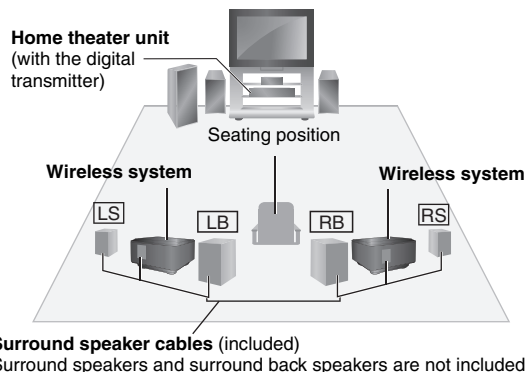 Home theater unit
(with the digital
transmitter)
Seating position
Wireless system
Wireless system
LS
LB
RB
RS
Surround speaker cables (included)
Surround speakers and surround back speakers are not included